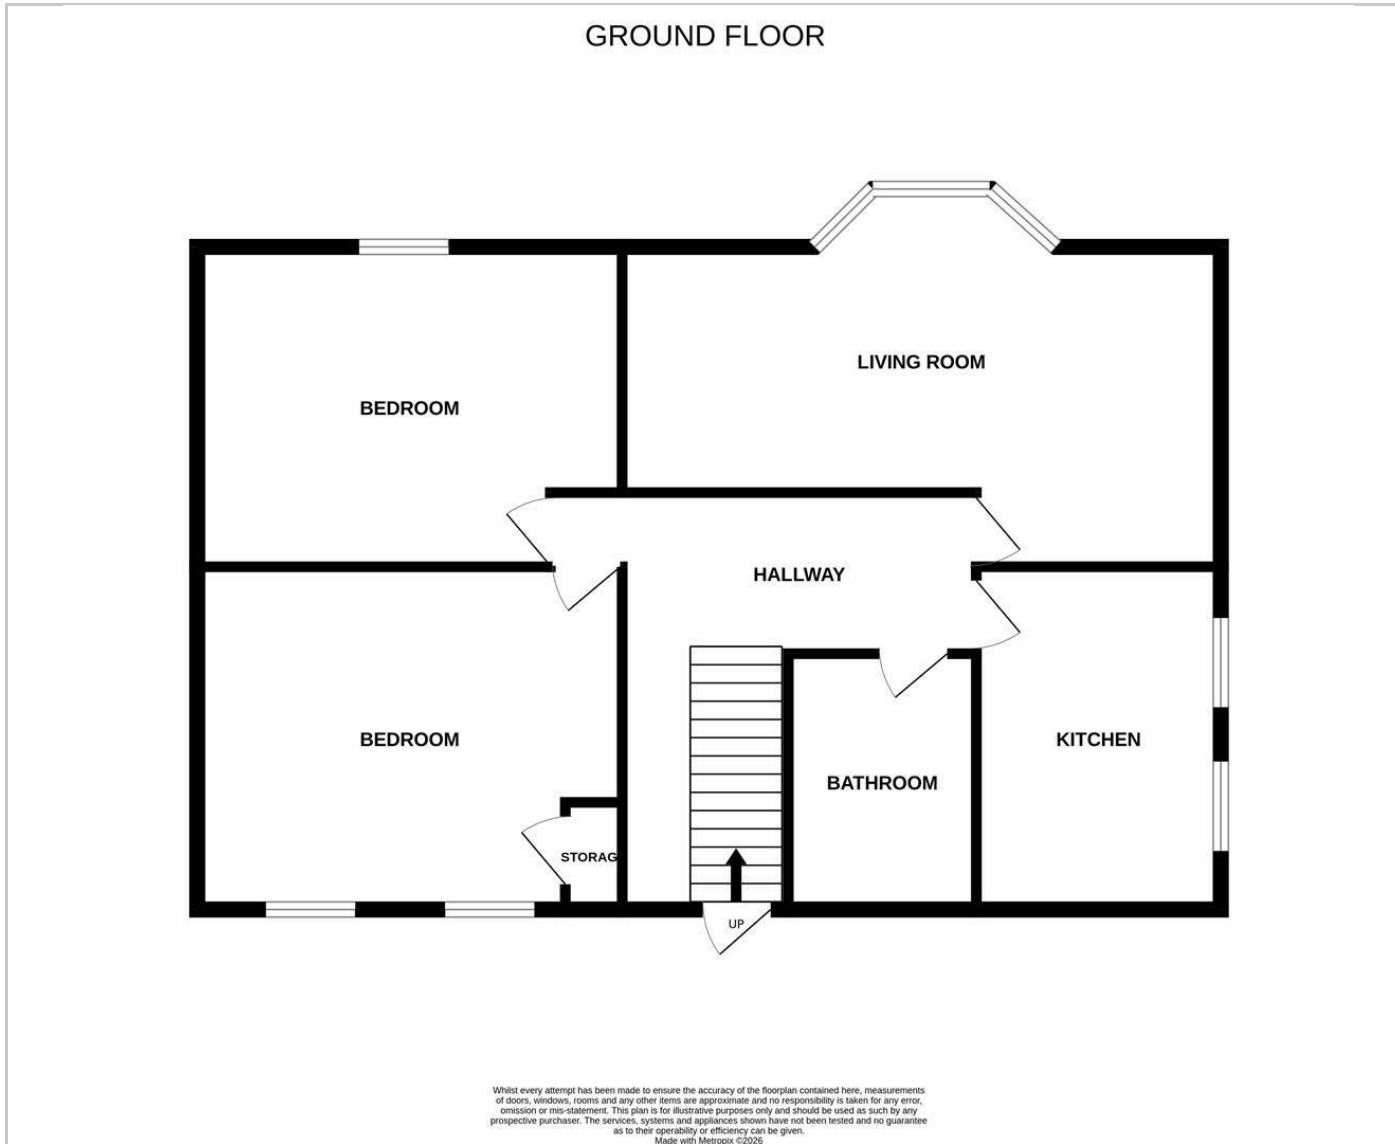 GROUND FLOOR
LIVING ROOM
BEDROOM
HALLWAY
BEDROOM
KITCHEN
BATHROOM
STORAG
UP
Whilst every attempt has been made to ensure the accuracy of the floorplan contained here, measurements
of doors, windows, rooms and any other items are approximate and no responsibility is taken for any error,
omission or mis-statement. This plan is for illustrative purposes only and should be used as such by any
prospective purchaser. The services, systems and appliances shown have not been tested and no guarantee
as to their operability or efficiency can be given.
Made with Metropix ©2026